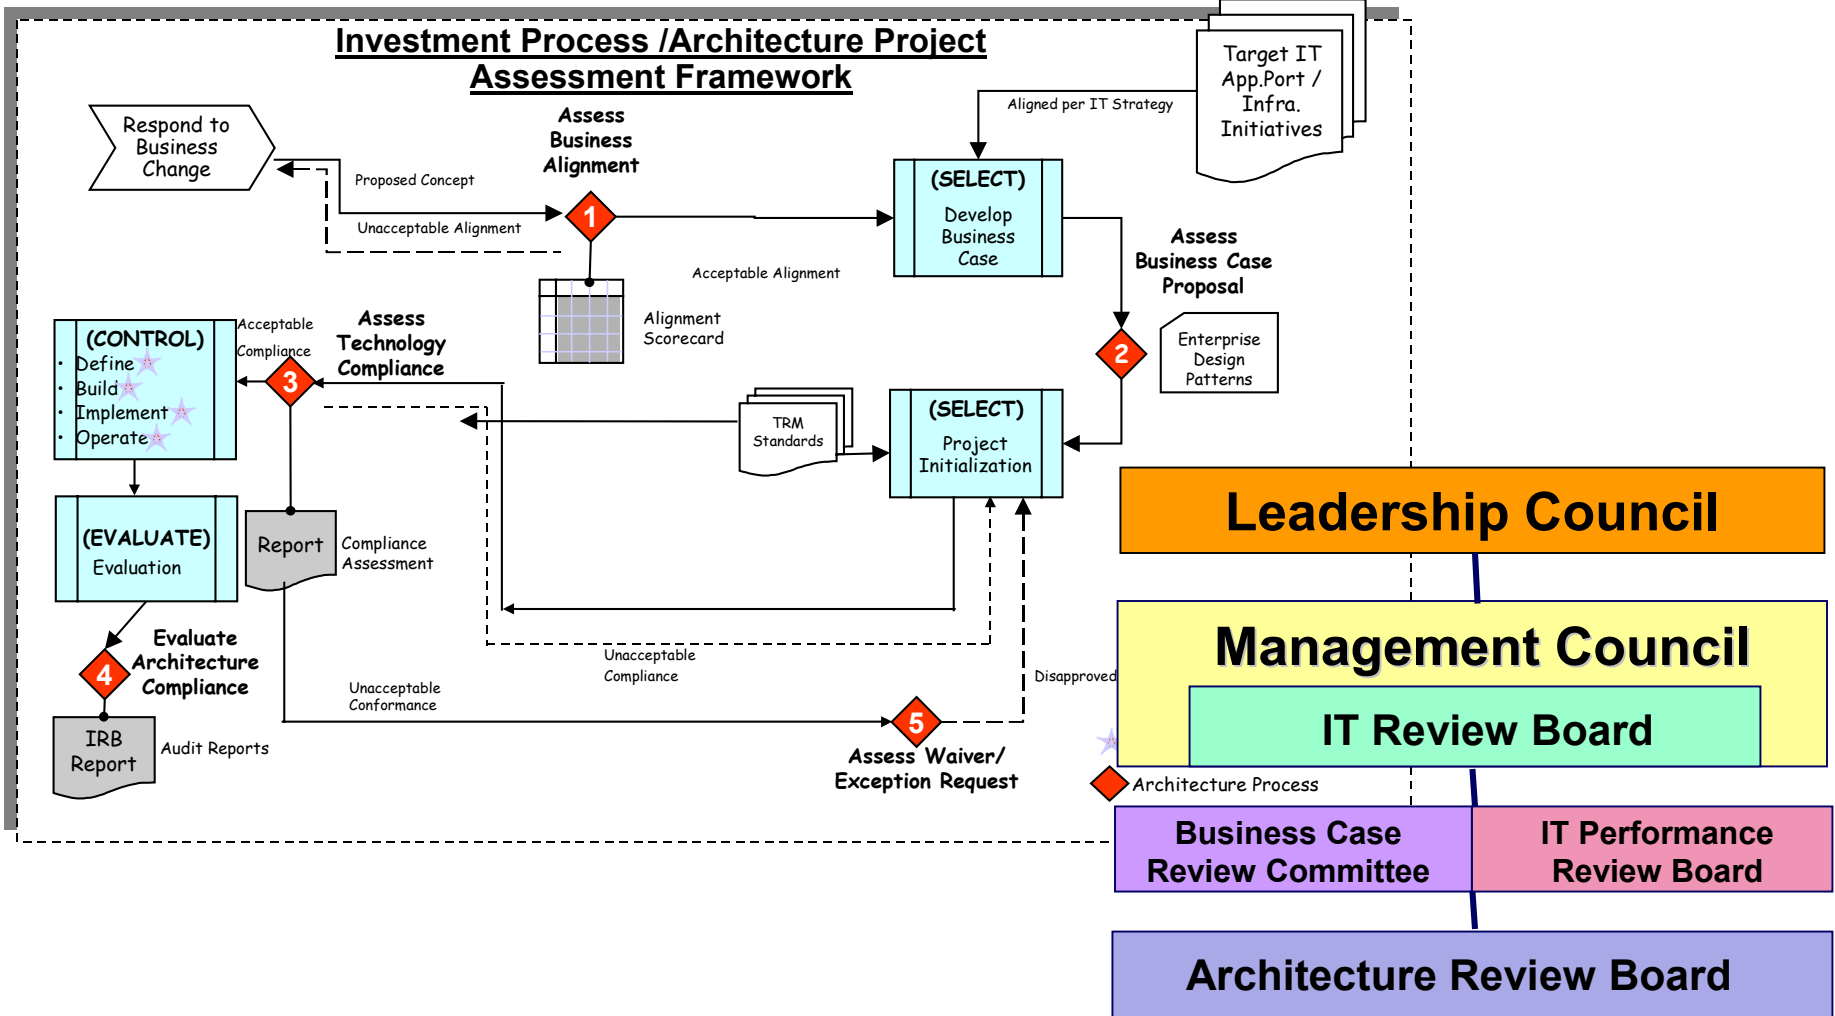 Investment Process /Architecture Project
Assessment Framework
Target IT
App.Port /
Infra.
Initiatives
Aligned per IT Strategy
Respond to
Business
Change
Assess
Business
Alignment
Proposed Concept
Unacceptable Alignment
1
(SELECT)
Develop
Business
Case
Assess
Business Case
Proposal
Acceptable Alignment
Alignment
Scorecard
2
Enterprise
Design
Patterns
(CONTROL)
• Define
• Build
• Implement
• Operate
Acceptable
Compliance
3
Assess
Technology
Compliance
TRM
Standards
(SELECT)
Project
Initialization
(EVALUATE)
Evaluation
Report
Compliance
Assessment
4
Evaluate
Architecture
Compliance
Unacceptable
Compliance
Unacceptable
Conformance
Disapproved
5
Assess Waiver/
Exception Request
IRB
Report
Audit Reports
Architecture Process
Leadership Council
Management Council
IT Review Board
Business Case
Review Committee
IT Performance
Review Board
Architecture Review Board